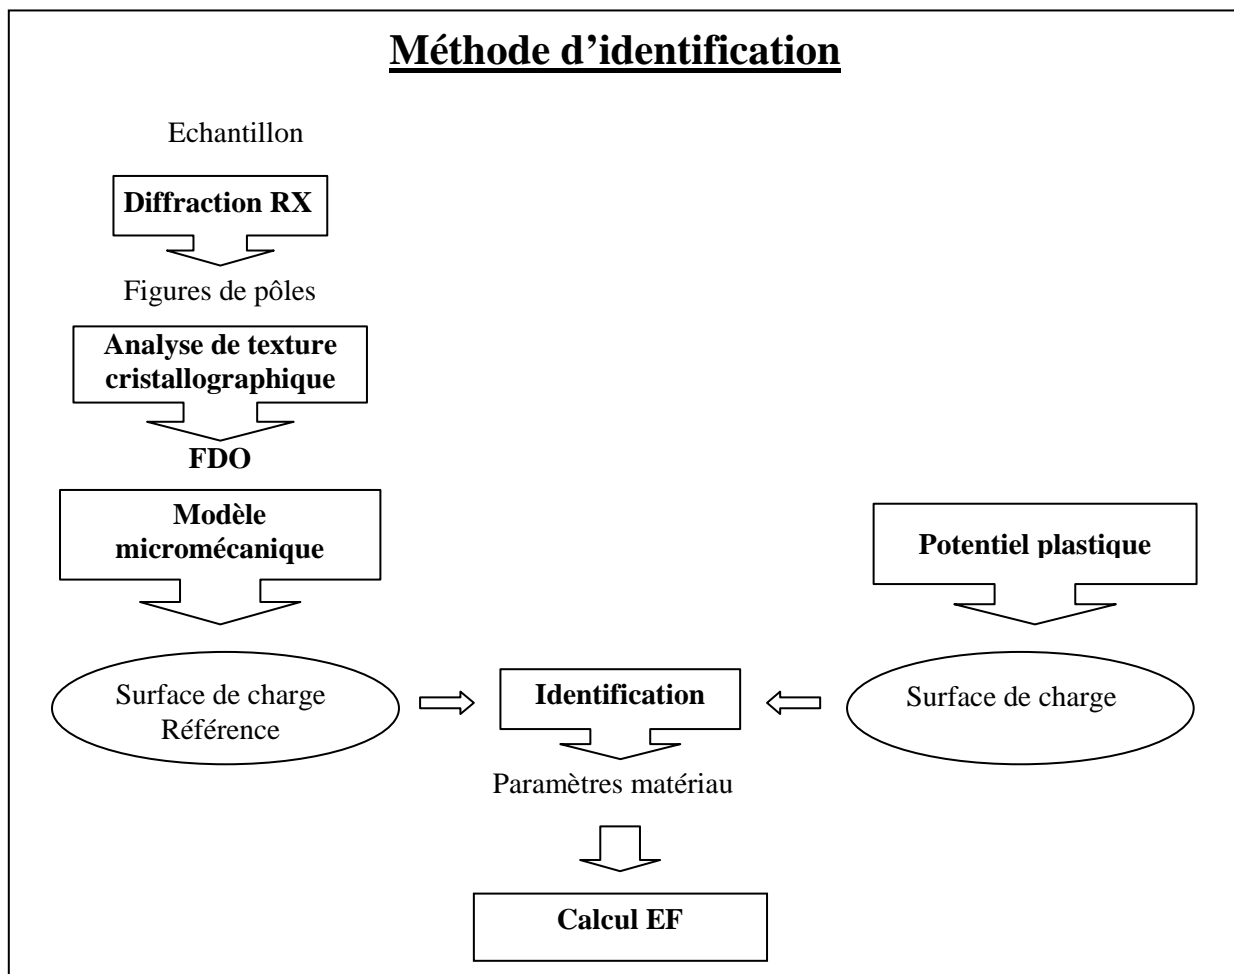 Méthode d’identification
Echantillon
Diffraction RX
Figures de pôles
Analyse de texture
cristallographique
FDO
Modèle
micromécanique
Potentiel plastique
Surface de charge
Référence
Identification
Surface de charge
Paramètres matériau
Calcul EF